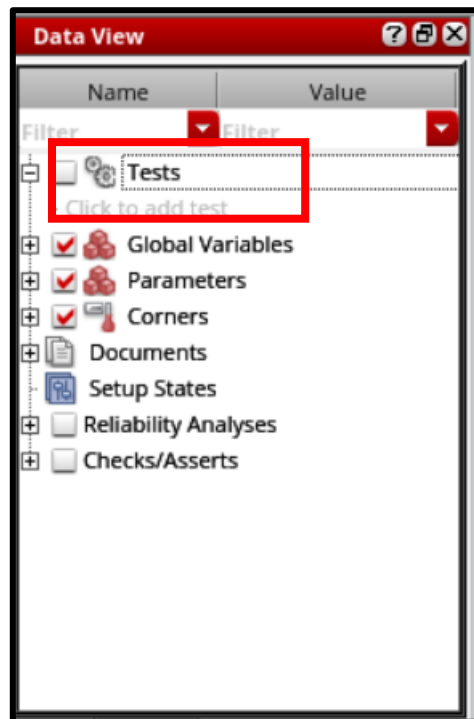 Data View
Name Value
Filter Filter
Tests
Click to add test
Global Variables
Parameters
Corners
Documents
Setup States
Reliability Analyses
Checks/Asserts